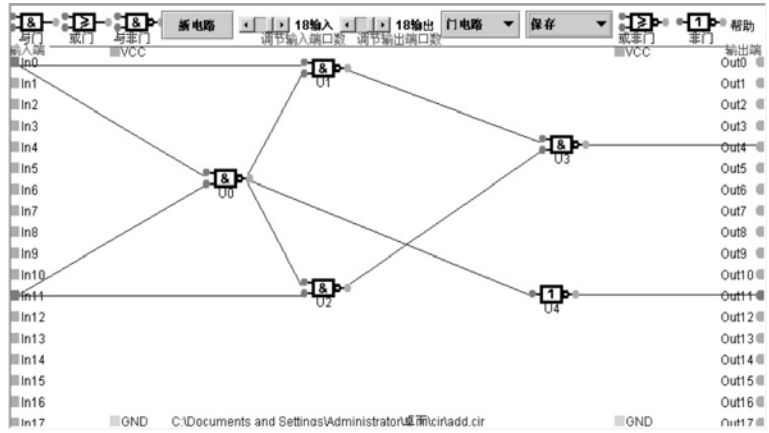 & ≥ & 新电路 18输入 18输出 门电路 保存 ≥ 1 帮助
与门 或门 与非门 调节输入端口数 调节输出端口数 或非门 非门
输入端 VCC VCC 输出端
In0 & Out0
In1 U1 Out1
In2 Out2
In3 Out3
In4 & Out4
U3
In5 & Out5
In6 U0 Out6
In7 Out7
In8 Out8
In9 Out9
In10 & Out10
In11 U2 1 Out11
In12 U4 Out12
In13 Out13
In14 Out14
In15 Out15
In16 Out16
In17 GND C:\Documents and Settings\Administrator\桌面\cir\add.cir GND Out17